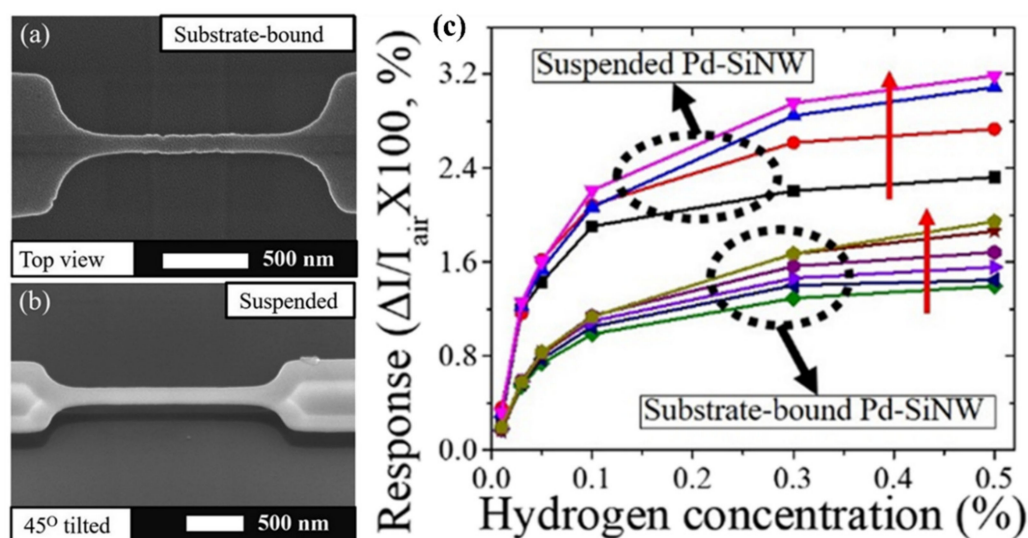 (a)
Substrate-bound
Top view
500 nm
(b)
Suspended
45O tilted
500 nm
(c)
Response (ΔI/Iair X100, %)
3.2
2.4
1.6
0.8
0.0
Suspended Pd-SiNW
Substrate-bound Pd-SiNW
0.0 0.1 0.2 0.3 0.4 0.5
Hydrogen concentration (%)